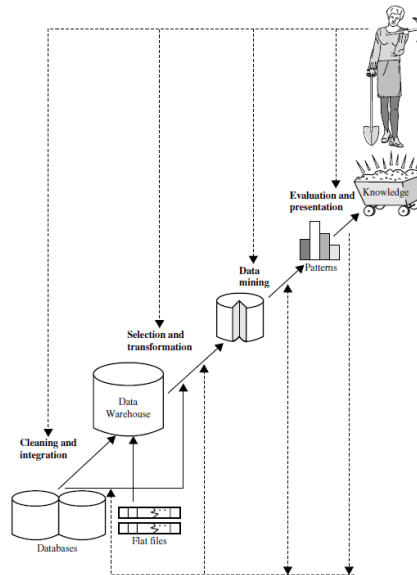 Evaluation and
presentation
Knowledge
Patterns
Data
mining
Selection and
transformation
Data
Warehouse
Cleaning and
integration
Databases
Flat files